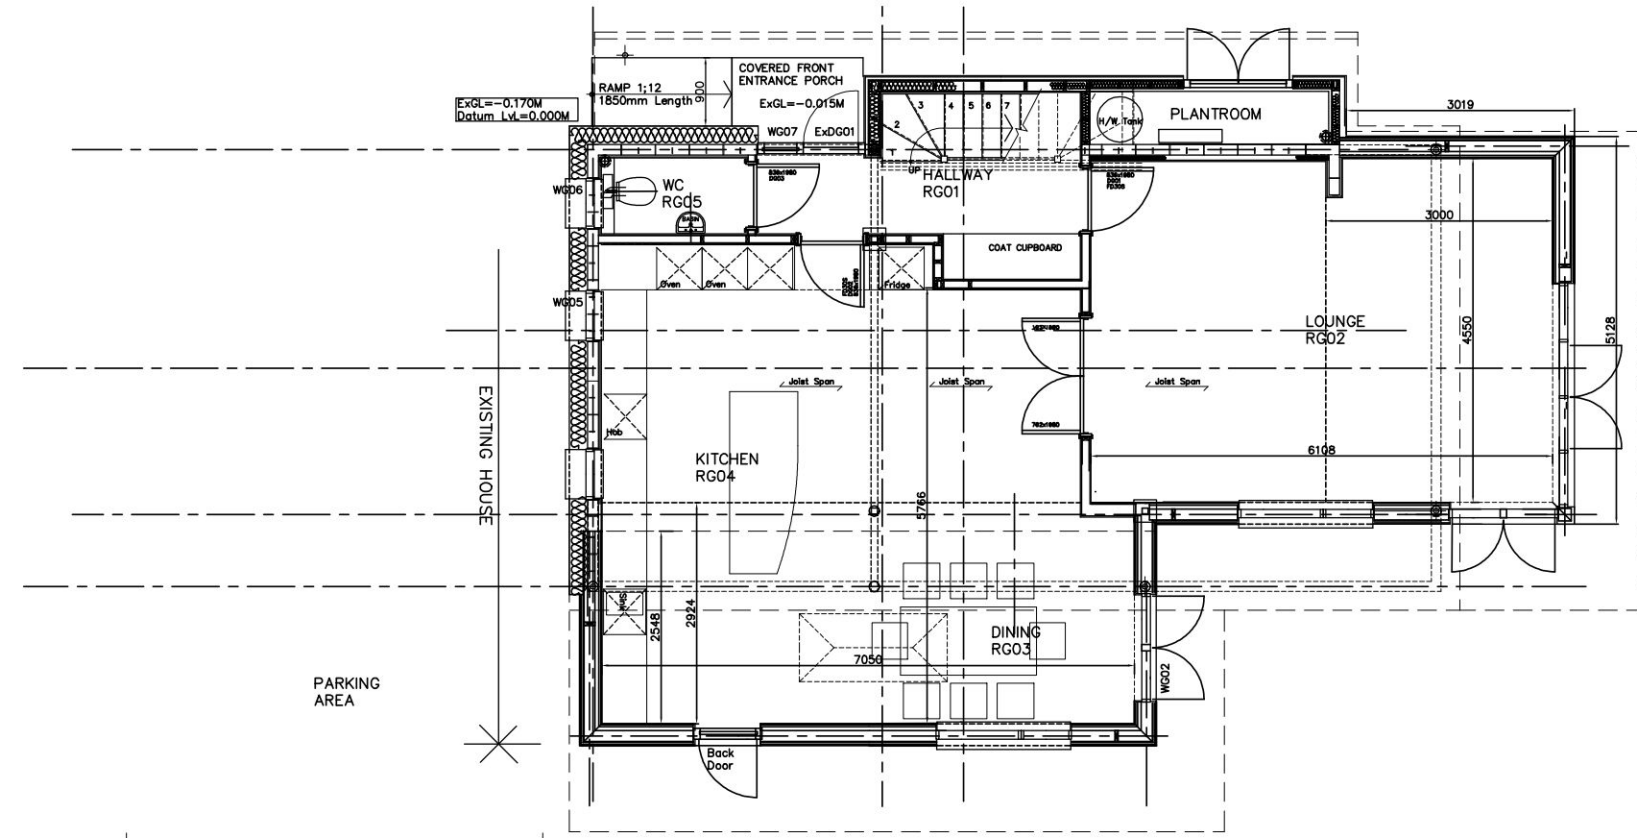 COVERED FRONT
ENTRANCE PORCH
RAMP 1;12
1850mm Length
900
ExGL=-0.170M
Datum LvL=0.000M
ExGL=-0.015M
WG07
ExDG01
3
4
5
6
7
2
UP
H/W Tank
PLANTROOM
3019
WG06
WC
RG05
BASIN
HALLWAY
RG01
3000
COAT CUPBOARD
Oven
Oven
Fridge
WG05
LOUNGE
RG02
4550
5128
Joist Span
Joist Span
Joist Span
EXISTING HOUSE
Hob
762x1980
KITCHEN
RG04
6108
5766
Sink
2548
2924
DINING
RG03
7050
WG02
PARKING
AREA
Back
Door